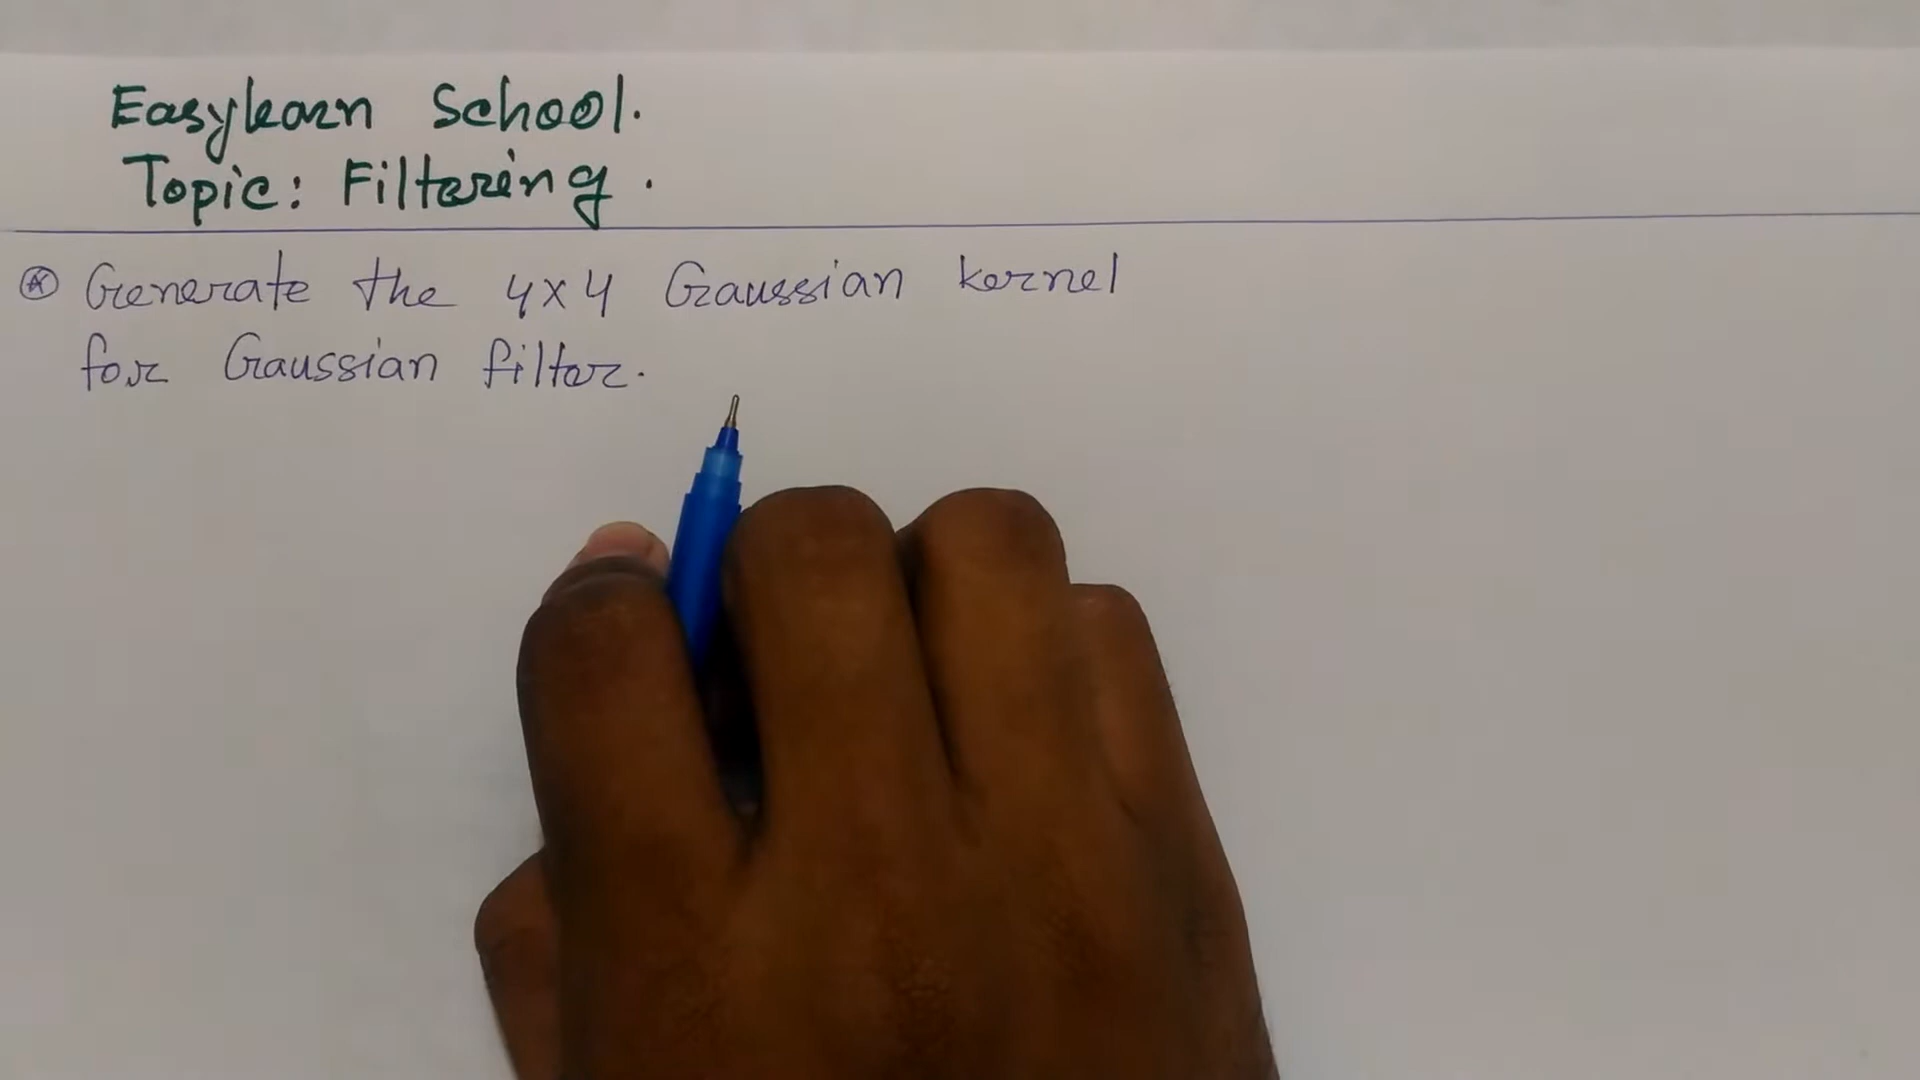 Easylearn School.
Topic: Filtering.
* Generate the 4x4 Gaussian kernel
for Gaussian filter.